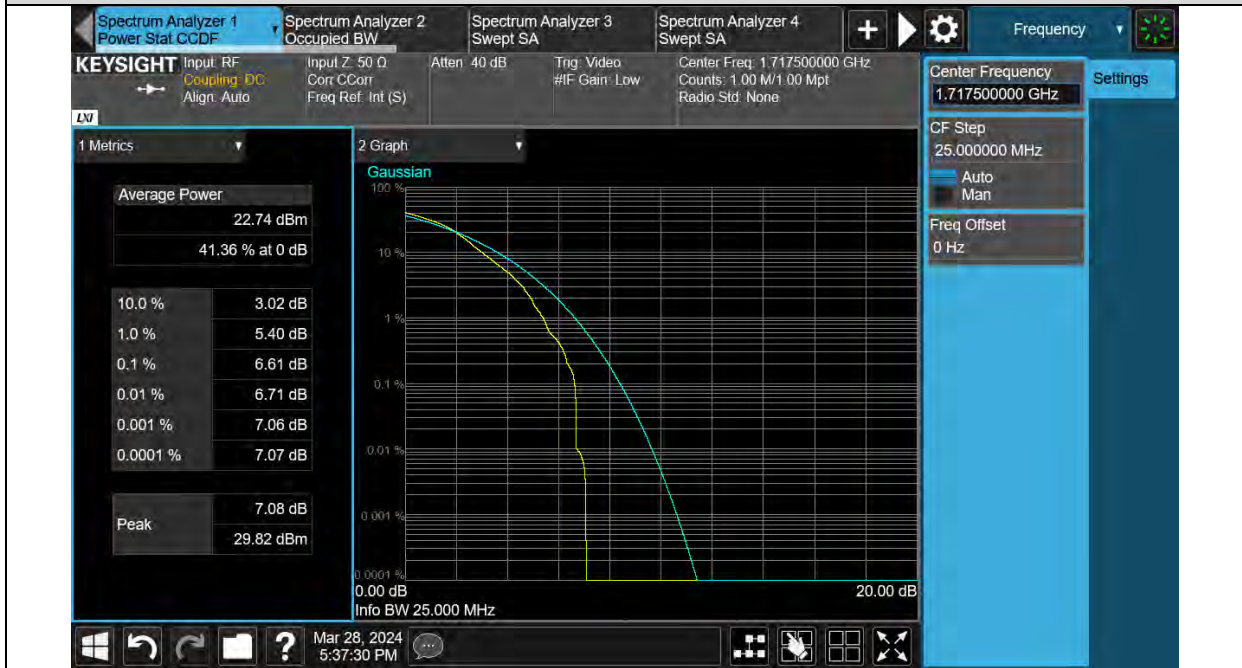 Spectrum Analyzer 1
Power Stat CCDF
Spectrum Analyzer 2
Occupied BW
Spectrum Analyzer 3
Swept SA
Spectrum Analyzer 4
Swept SA
+
Frequency
KEYSIGHT
LXI
Input: RF
Coupling: DC
Align: Auto
Input Z: 50 Ω
Corr CCorr
Freq Ref: Int (S)
Atten: 40 dB
Trig: Video
#IF Gain: Low
Center Freq: 1.717500000 GHz
Counts: 1.00 M/1.00 Mpt
Radio Std: None
Center Frequency
1.717500000 GHz
Settings
CF Step
25.000000 MHz
Auto
Man
Freq Offset
0 Hz
1 Metrics
Average Power
22.74 dBm
41.36 % at 0 dB
10.0 % 3.02 dB
1.0 % 5.40 dB
0.1 % 6.61 dB
0.01 % 6.71 dB
0.001 % 7.06 dB
0.0001 % 7.07 dB
Peak
7.08 dB
29.82 dBm
2 Graph
Gaussian
100 %
10 %
1 %
0.1 %
0.01 %
0.001 %
0.0001 %
0.00 dB 20.00 dB
Info BW 25.000 MHz
?
Mar 28, 2024
5:37:30 PM